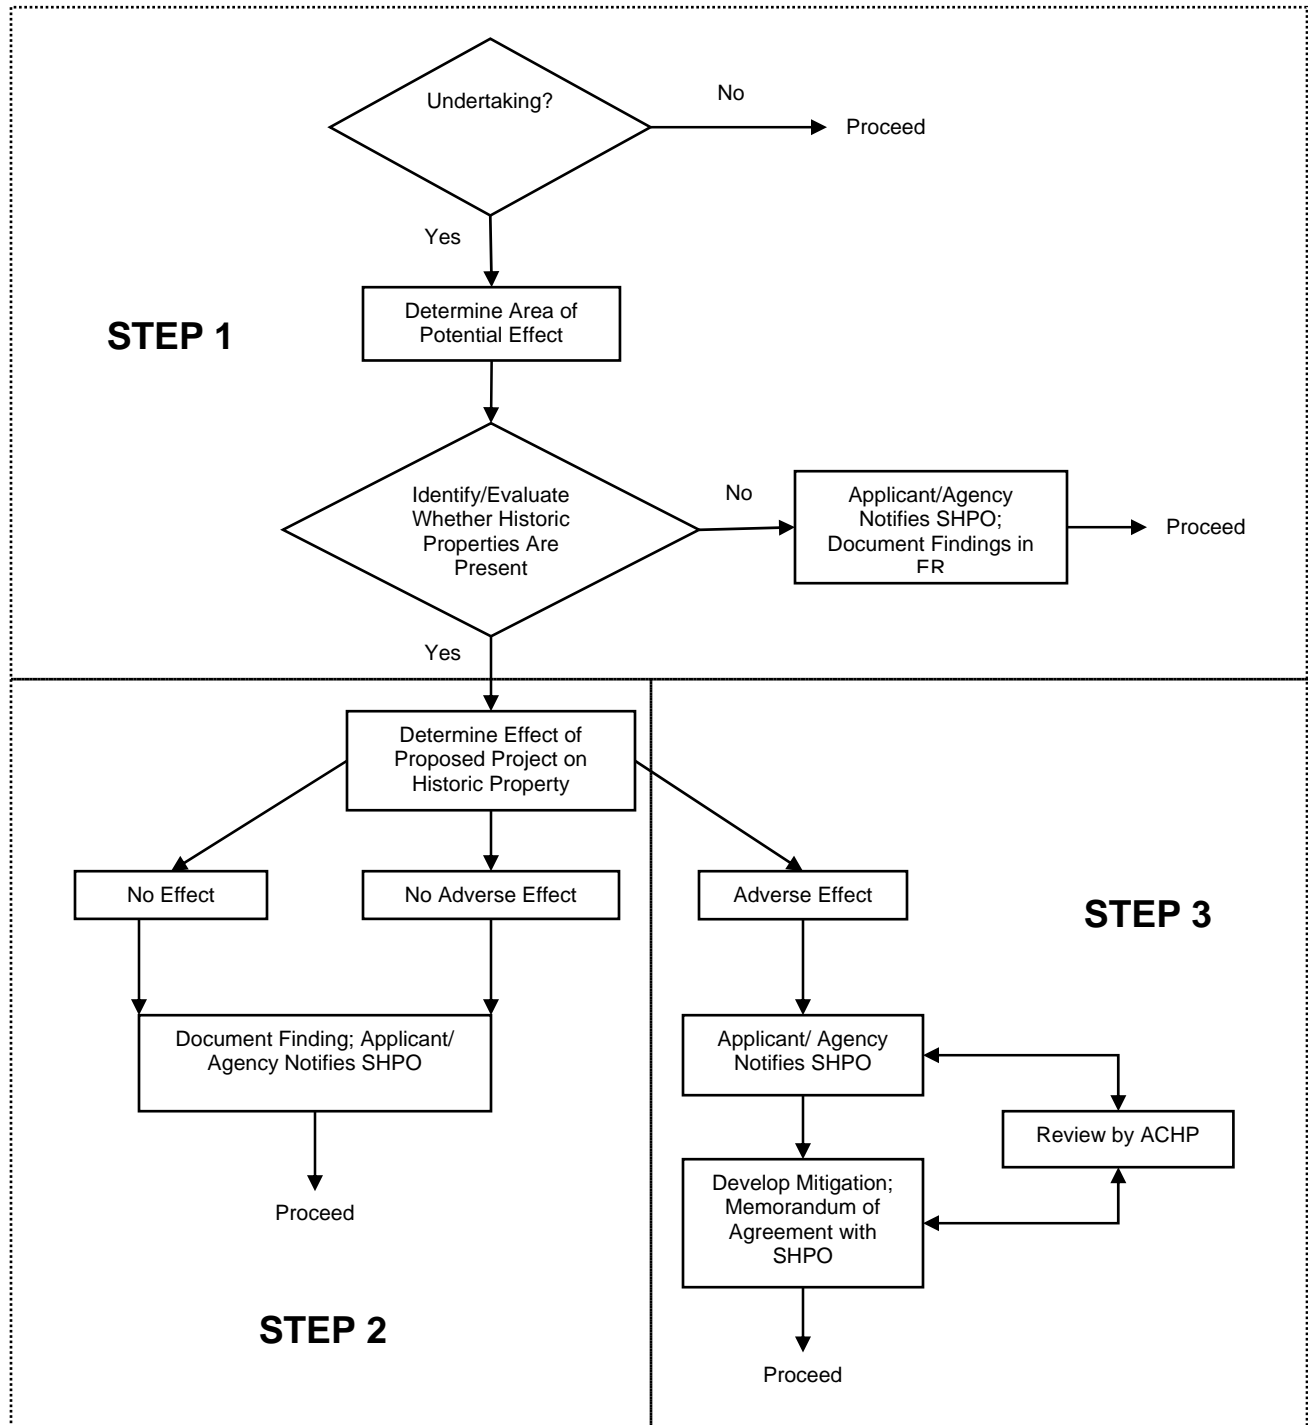 Undertaking?
No
Proceed
Yes
Determine Area of
Potential Effect
STEP 1
Identify/Evaluate
Whether Historic
Properties Are
Present
No
Applicant/Agency
Notifies SHPO;
Document Findings in
Proceed
Yes
Determine Effect of
Proposed Project on
Historic Property
No Effect
No Adverse Effect
Adverse Effect
STEP 3
Document Finding; Applicant/
Agency Notifies SHPO
Applicant/ Agency
Notifies SHPO
Review by ACHP
Develop Mitigation;
Memorandum of
Agreement with
SHPO
Proceed
STEP 2
Proceed